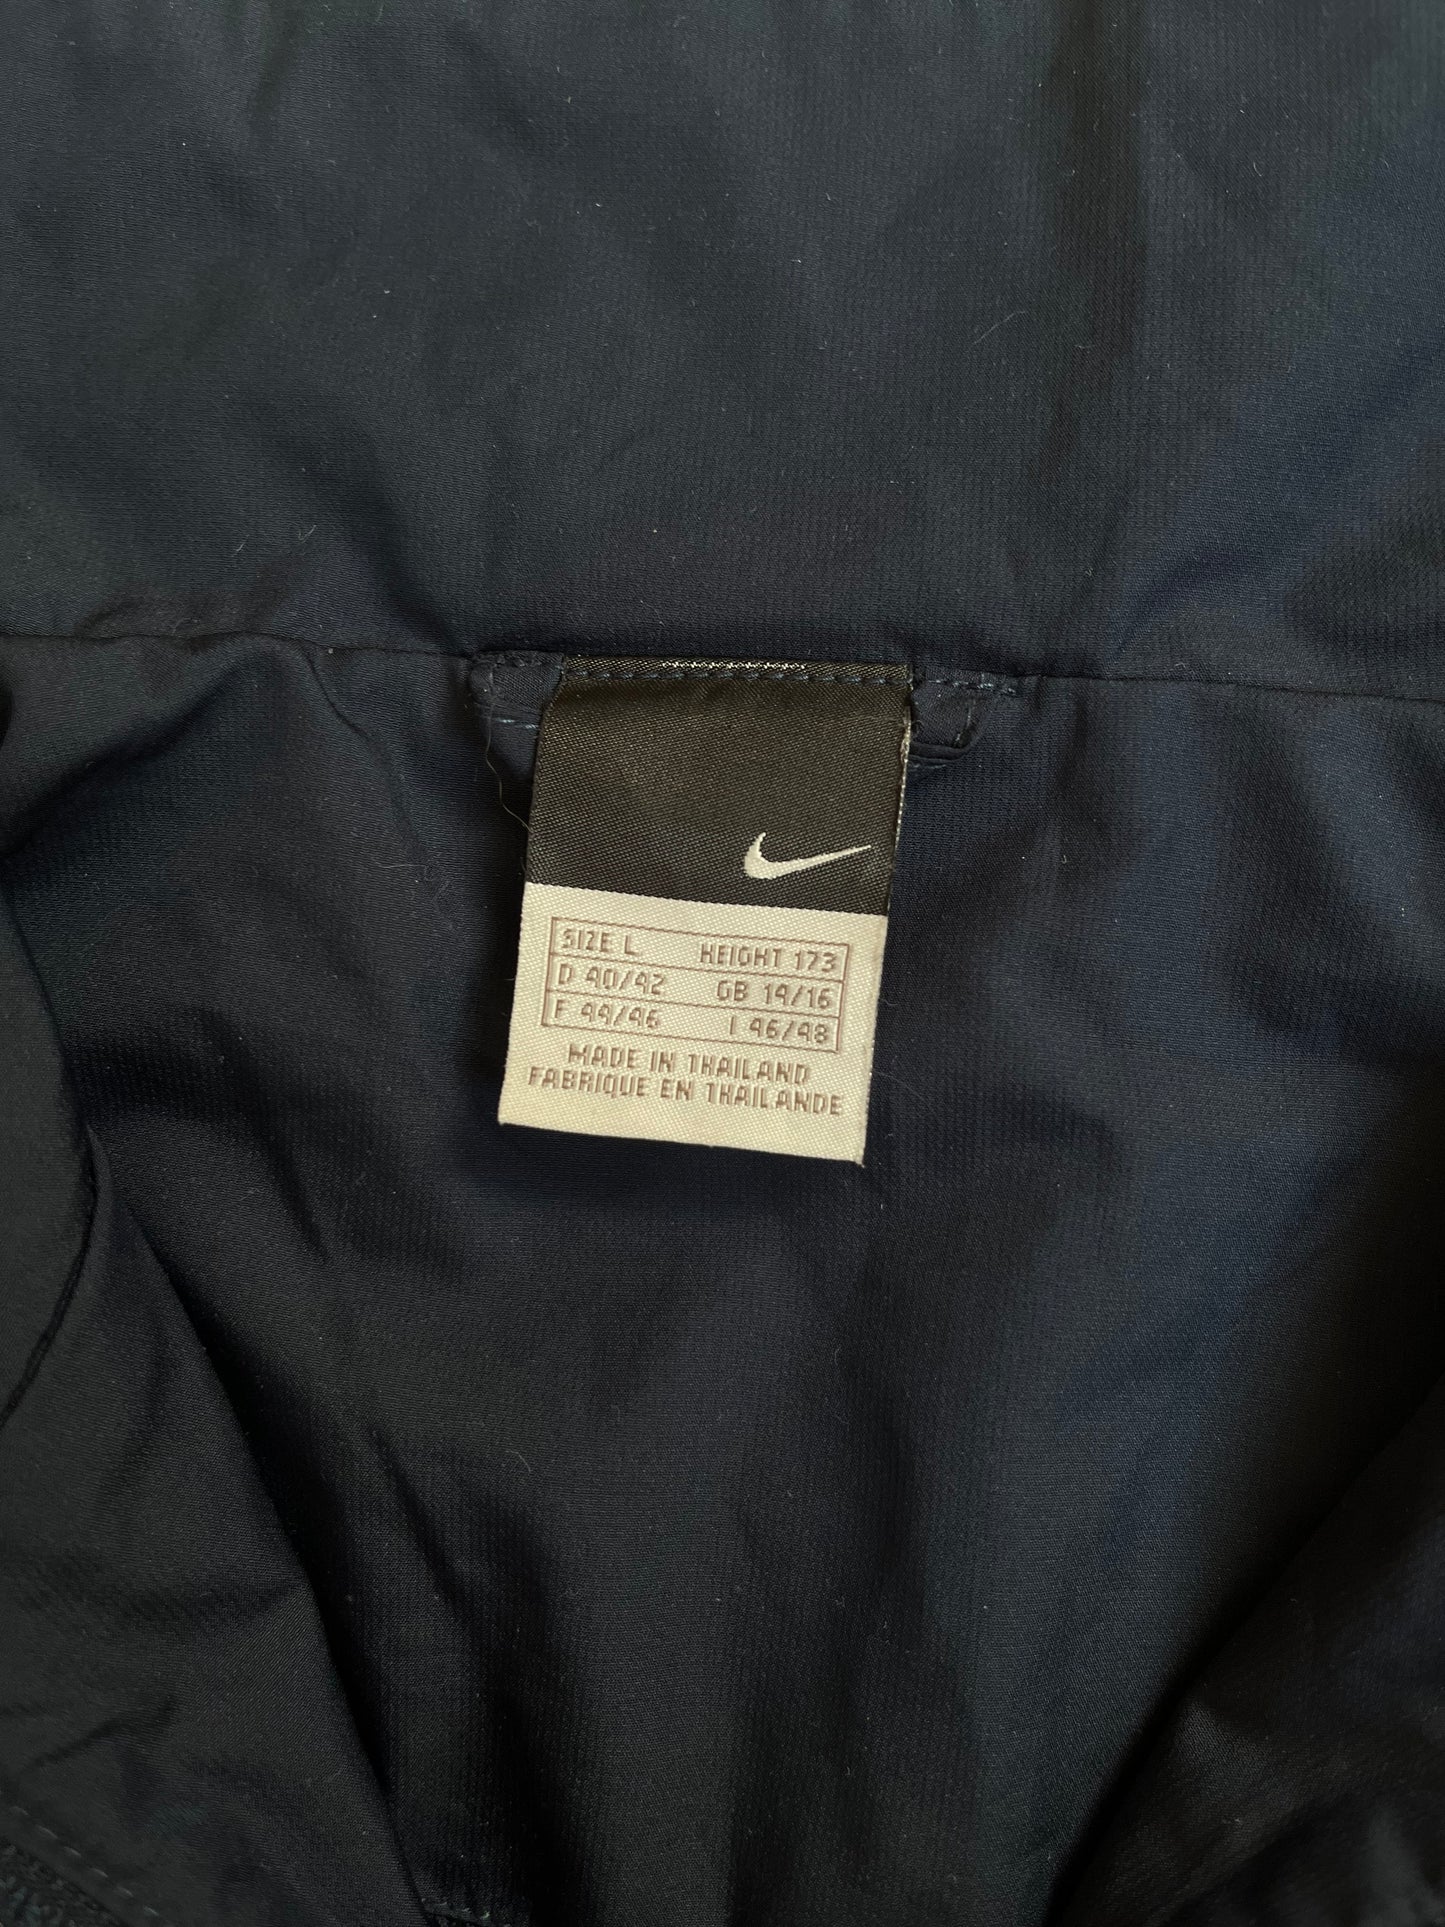 SIZE L HEIGHT 173
D 40/42 GB 14/16
F 44/46 I 46/48
MADE IN THAILAND
FABRIQUE EN THAILANDE